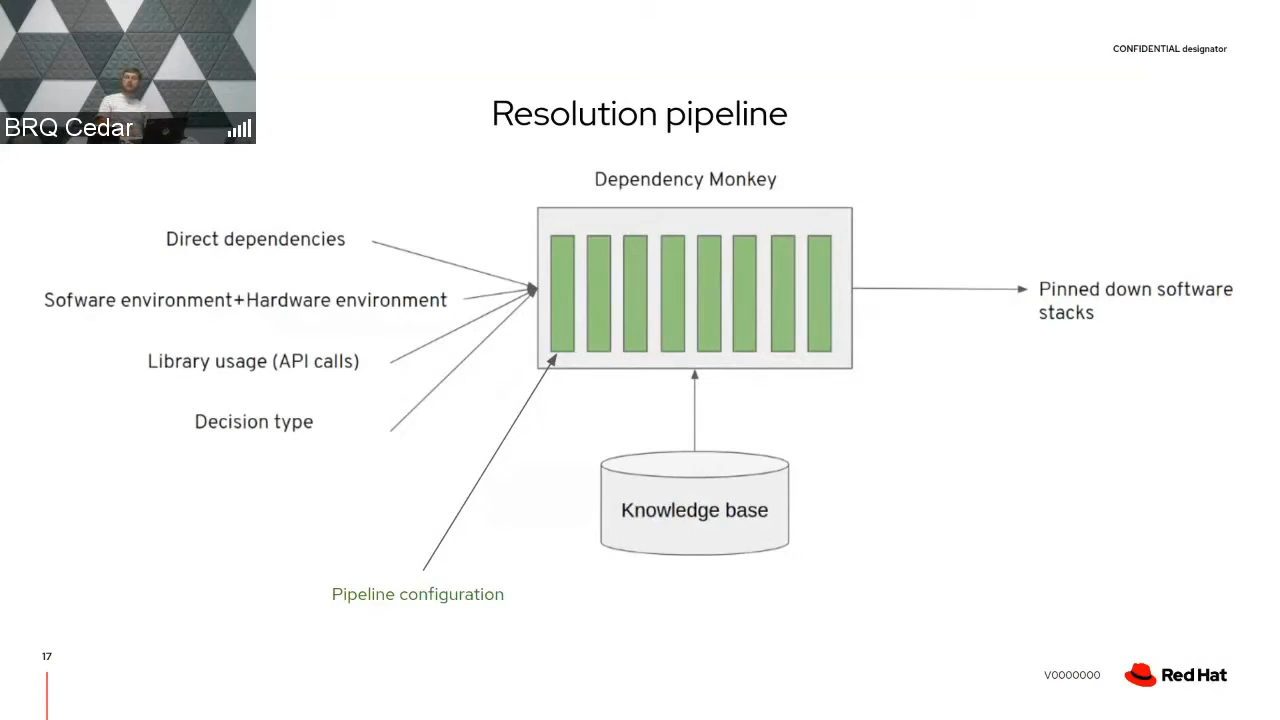 BRQ Cedar
CONFIDENTIAL designator
Resolution pipeline
Dependency Monkey
Direct dependencies
Sofware environment+Hardware environment
Library usage (API calls)
Decision type
Pinned down software
stacks
Knowledge base
Pipeline configuration
17
V0000000
Red Hat